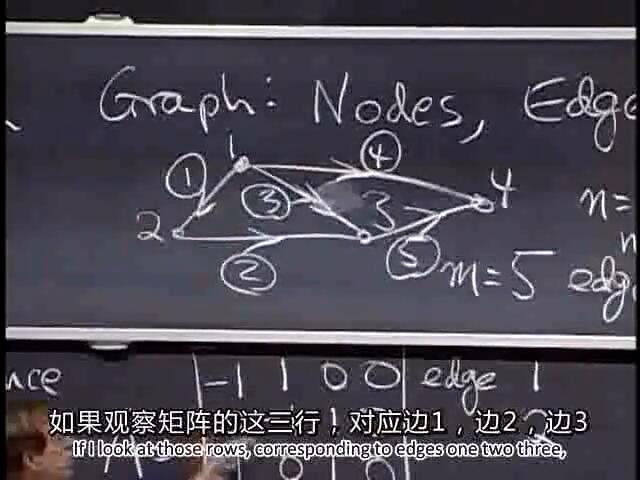 Graph: Nodes, Edge
1
① ④ 4
③ 3
2 ⑤ n=
② m=5 edg
nce -1 1 0 0 edge 1
如果观察矩阵的这三行，对应边1，边2，边3
If I look at those rows, corresponding to edges one two three,